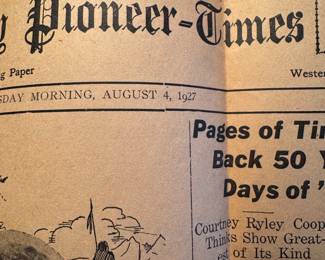 Pioneer-Times
Paper
Wester
SDAY MORNING, AUGUST 4, 1927
Pages of Tim
Back 50 Y
Days of '
Courtney Ryley Coop
Thinks Show Great-
est of Its Kind